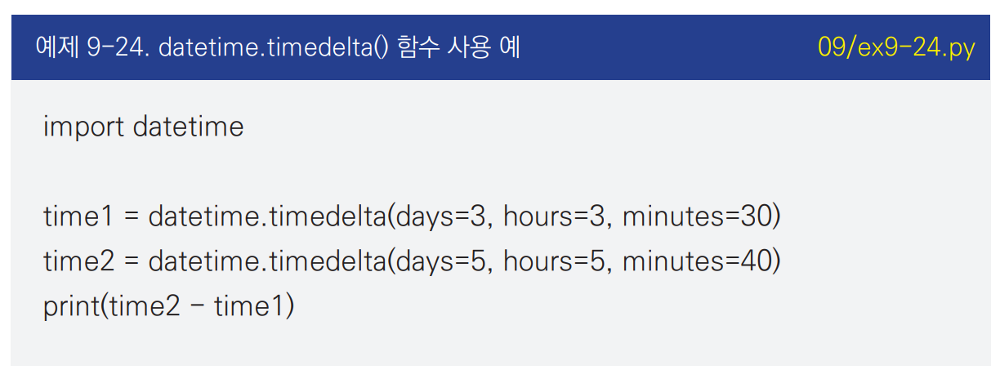 예제 9-24. datetime.timedelta() 함수 사용 예
09/ex9-24.py
import datetime
time1 = datetime.timedelta(days=3, hours=3, minutes=30)
time2 = datetime.timedelta(days=5, hours=5, minutes=40)
print(time2 - time1)